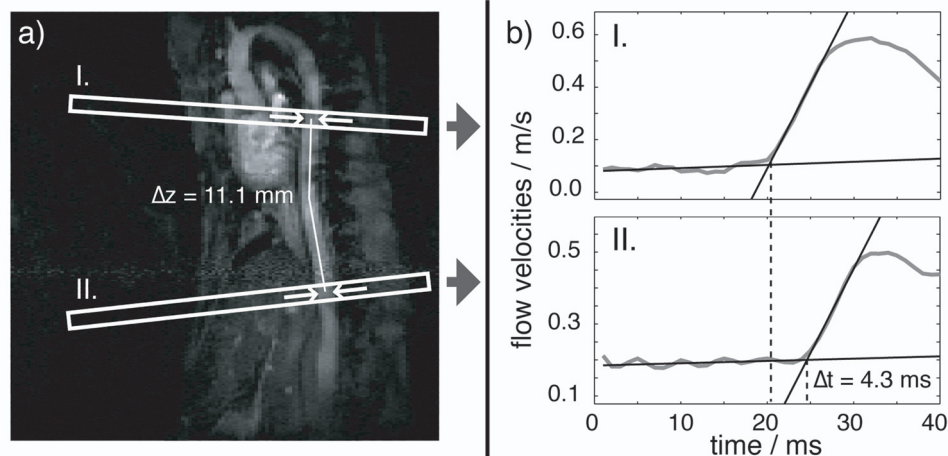 a)
I.
Δz = 11.1 mm
II.
b)
flow velocities / m/s
I.
0.6
0.4
0.2
0.0
II.
0.5
0.3
0.1
Δt = 4.3 ms
0 10 20 30 40
time / ms